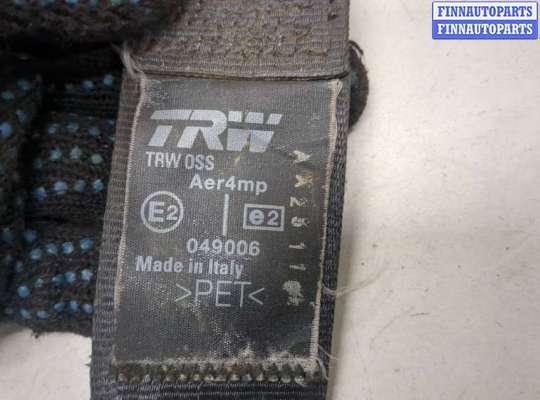 FINNAUTOPARTS
FINNAUTOPARTS
TRW
TRW OSS
Aer4mp
E2
e2
049006
Made in Italy
>PET<